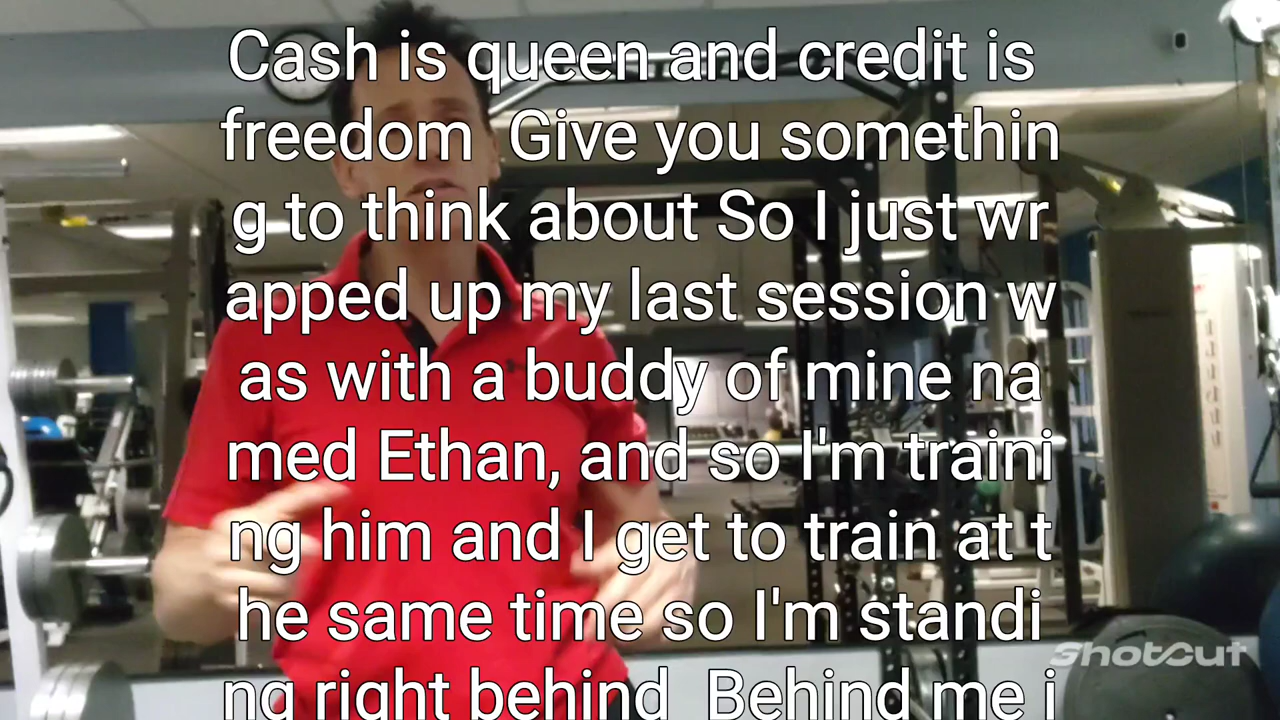 Cash is queen and credit is
freedom  Give you somethin
g to think about So I just wr
apped up my last session w
as with a buddy of mine na
med Ethan, and so I'm traini
ng him and I get to train at t
he same time so I'm standi
ng right behind  Behind me i
shotcut